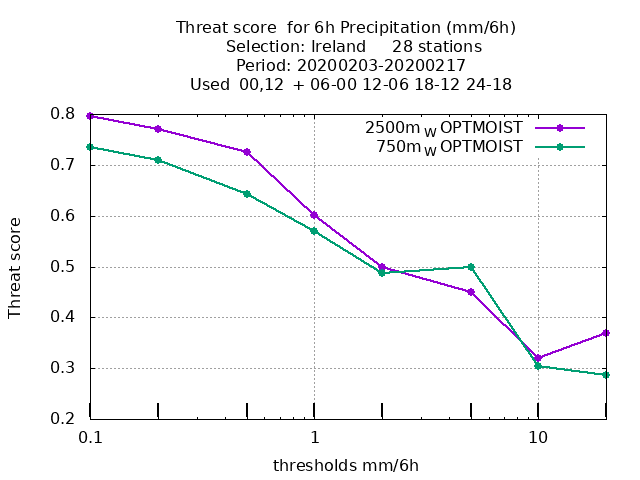 Threat score  for 6h Precipitation (mm/6h)
Selection: Ireland     28 stations
Period: 20200203-20200217
Used  00,12  + 06-00 12-06 18-12 24-18
2500m_W OPTMOIST
750m_W OPTMOIST
Threat score
0.8
0.7
0.6
0.5
0.4
0.3
0.2
0.1 1 10
thresholds mm/6h